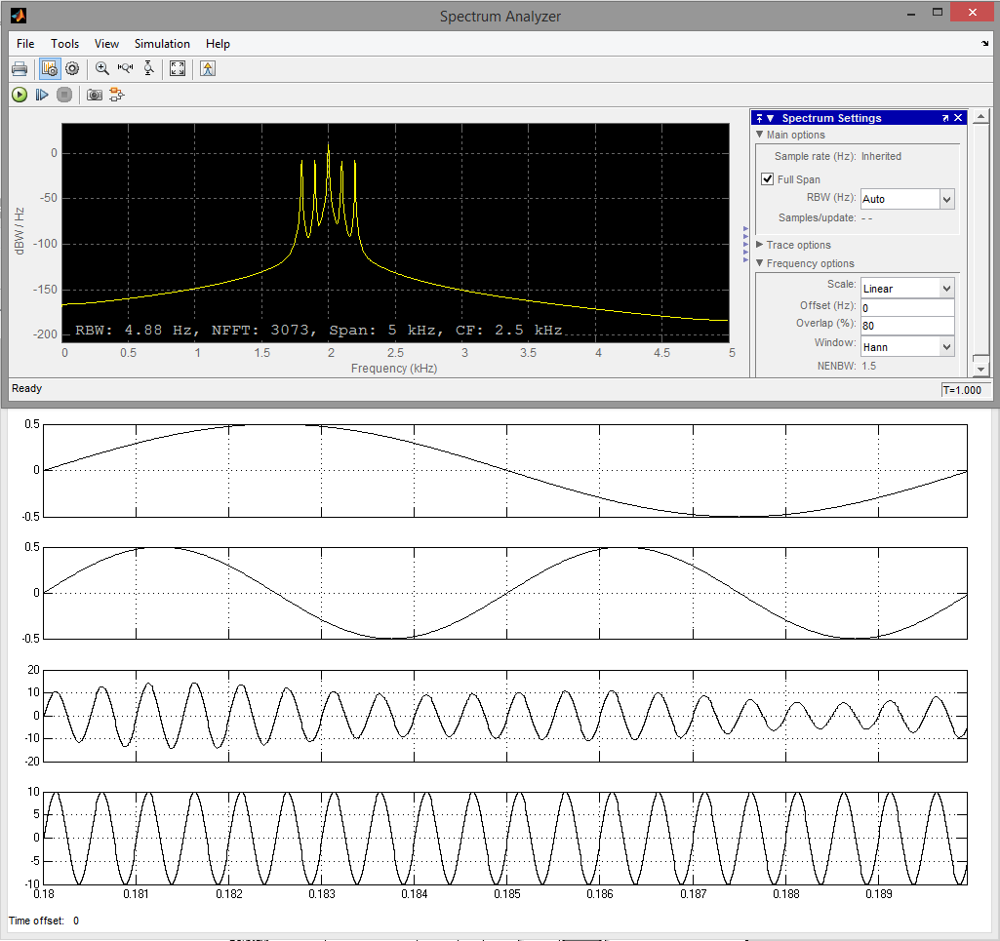 Spectrum Analyzer
File Tools View Simulation Help
dBW / Hz
0
-50
-100
-150
-200
RBW: 4.88 Hz, NFFT: 3073, Span: 5 kHz, CF: 2.5 kHz
0 0.5 1 1.5 2 2.5 3 3.5 4 4.5 5
Frequency (kHz)
Spectrum Settings
Main options
Sample rate (Hz): Inherited
Full Span
RBW (Hz): Auto
Samples/update: - -
Trace options
Frequency options
Scale: Linear
Offset (Hz): 0
Overlap (%): 80
Window: Hann
NENBW: 1.5
Ready
T=1.000
0.5
0
-0.5
0.5
0
-0.5
20
10
0
-10
-20
10
5
0
-5
-10
0.18 0.181 0.182 0.183 0.184 0.185 0.186 0.187 0.188 0.189
Time offset: 0